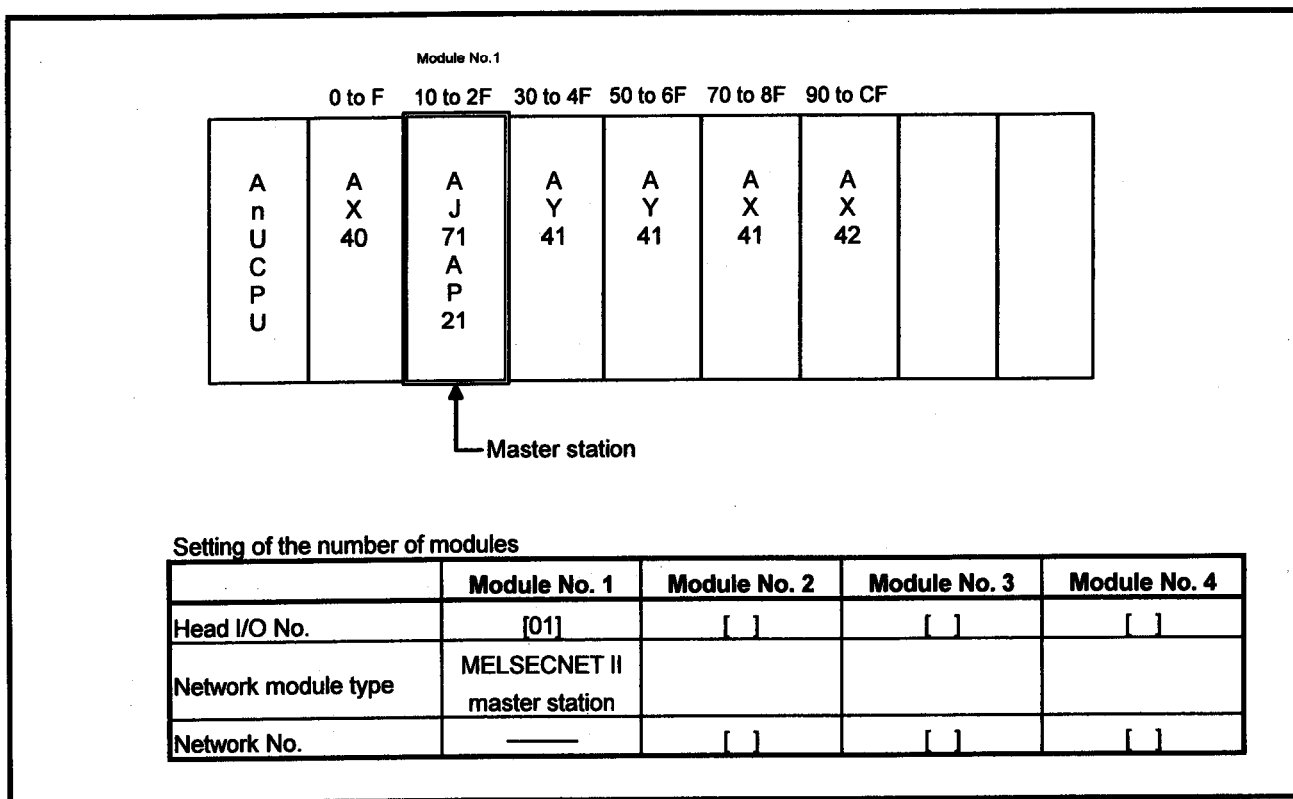 Module No.1
0 to F 10 to 2F 30 to 4F 50 to 6F 70 to 8F 90 to CF
A
n
U
C
P
U
A
X
40
A
J
71
A
P
21
A
Y
41
A
Y
41
A
X
41
A
X
42
Master station
Setting of the number of modules
Module No. 1 Module No. 2 Module No. 3 Module No. 4
Head I/O No. [01] [ ] [ ] [ ]
Network module type MELSECNET II
master station
Network No. —— [ ] [ ] [ ]